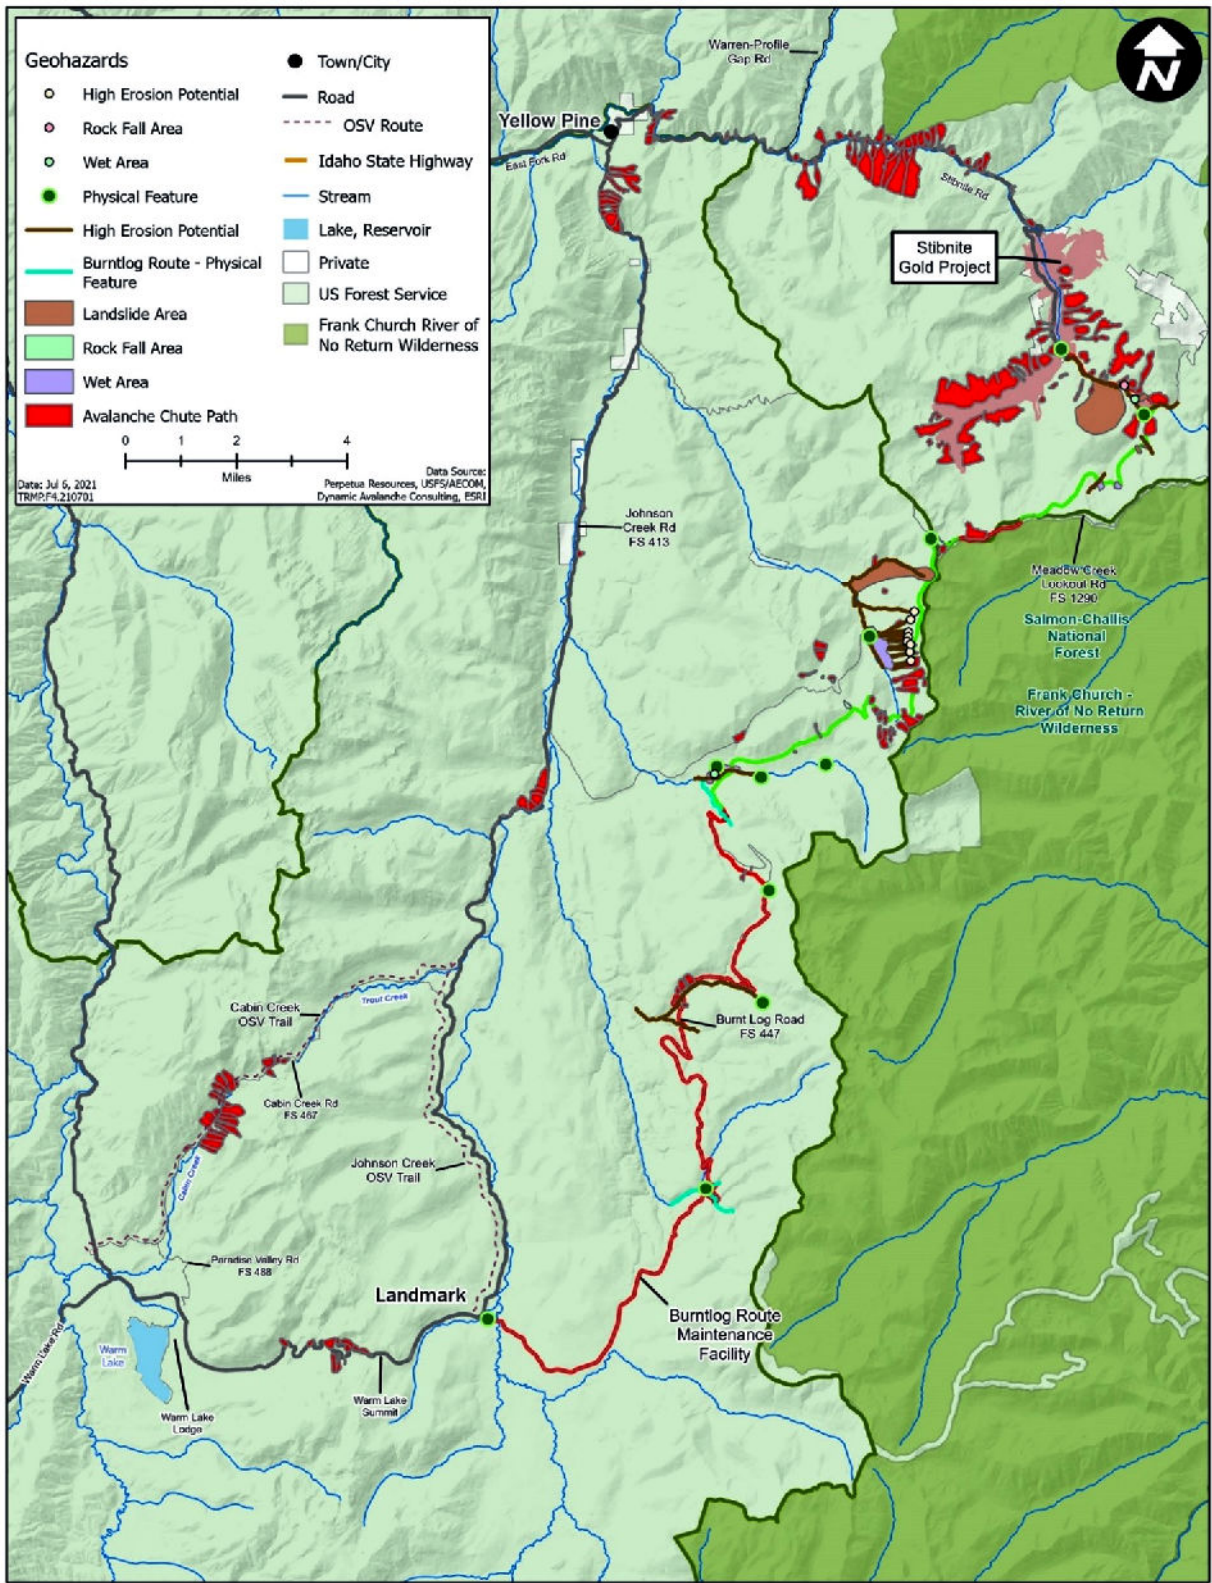 Geohazards
High Erosion Potential
Rock Fall Area
Wet Area
Physical Feature
High Erosion Potential
Burntlog Route - Physical
Feature
Landslide Area
Rock Fall Area
Wet Area
Avalanche Chute Path
Town/City
Road
OSV Route
Idaho State Highway
Stream
Lake, Reservoir
Private
US Forest Service
Frank Church River of
No Return Wilderness
0 1 2 4
Miles
Date: Jul 6, 2021
TRMP.F4.210701
Data Source:
Perpetua Resources, USFS/AECOM,
Dynamic Avalanche Consulting, ESRI
N
Warren-Profile
Gap Rd
Yellow Pine
East Fork Rd
Stibnite Rd
Stibnite
Gold Project
Johnson
Creek Rd
FS 413
Meadow Creek
Lookout Rd
FS 1290
Salmon-Challis
National
Forest
Frank Church -
River of No Return
Wilderness
Cabin Creek
OSV Trail
Trout Creek
Burnt Log Road
FS 447
Cabin Creek Rd
FS 467
Johnson Creek
OSV Trail
Cabin Creek
Paradise Valley Rd
FS 488
Landmark
Burntlog Route
Maintenance
Facility
Warm Lake Rd
Warm
Lake
Warm Lake
Lodge
Warm Lake
Summit